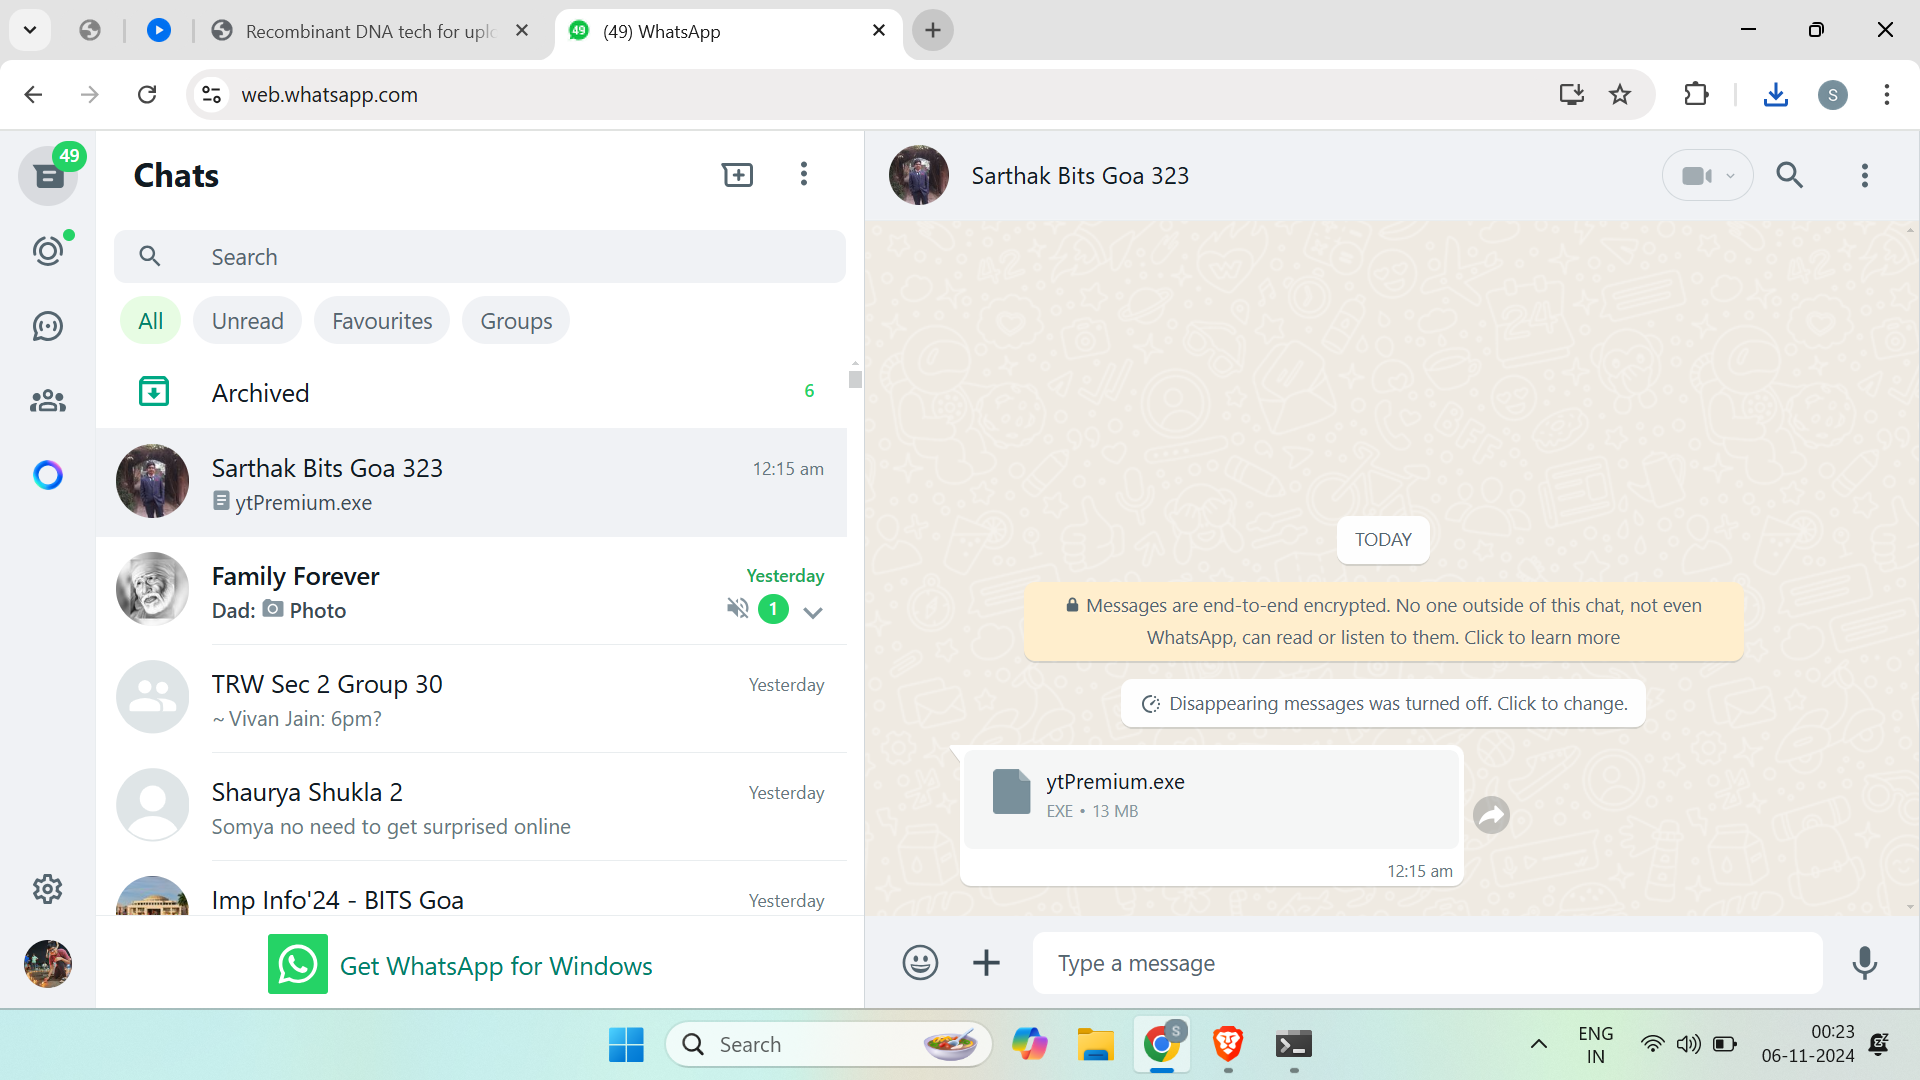 Recombinant DNA tech for uplo
49
(49) WhatsApp
web.whatsapp.com
S
49
Chats
Search
All
Unread
Favourites
Groups
Archived
6
Sarthak Bits Goa 323
12:15 am
ytPremium.exe
Family Forever
Yesterday
Dad: Photo
1
TRW Sec 2 Group 30
Yesterday
~ Vivan Jain: 6pm?
Shaurya Shukla 2
Yesterday
Somya no need to get surprised online
Imp Info'24 - BITS Goa
Yesterday
Get WhatsApp for Windows
Sarthak Bits Goa 323
TODAY
Messages are end-to-end encrypted. No one outside of this chat, not even
WhatsApp, can read or listen to them. Click to learn more
Disappearing messages was turned off. Click to change.
ytPremium.exe
EXE • 13 MB
12:15 am
Type a message
Search
S
ENG
IN
00:23
06-11-2024